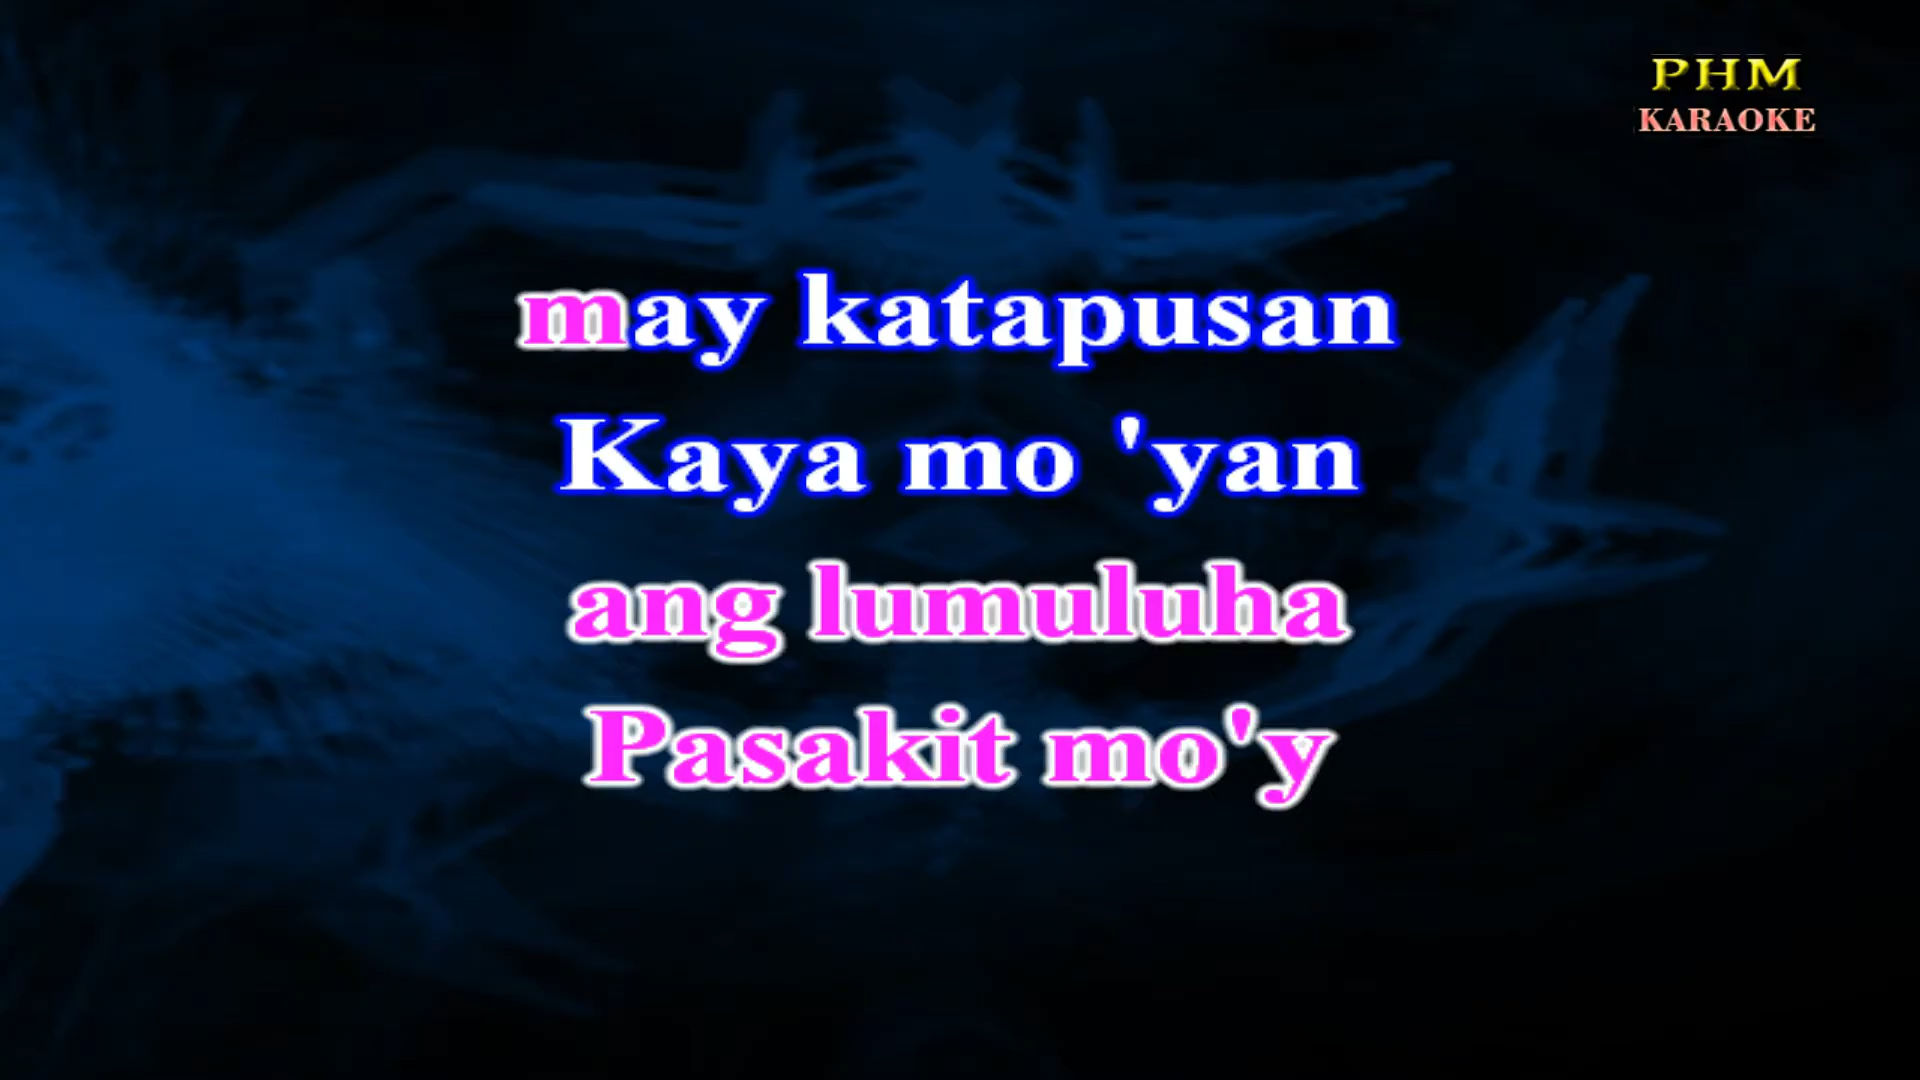 PHM
KARAOKE
may katapusan
Kaya mo 'yan
ang lumuluha
Pasakit mo'y